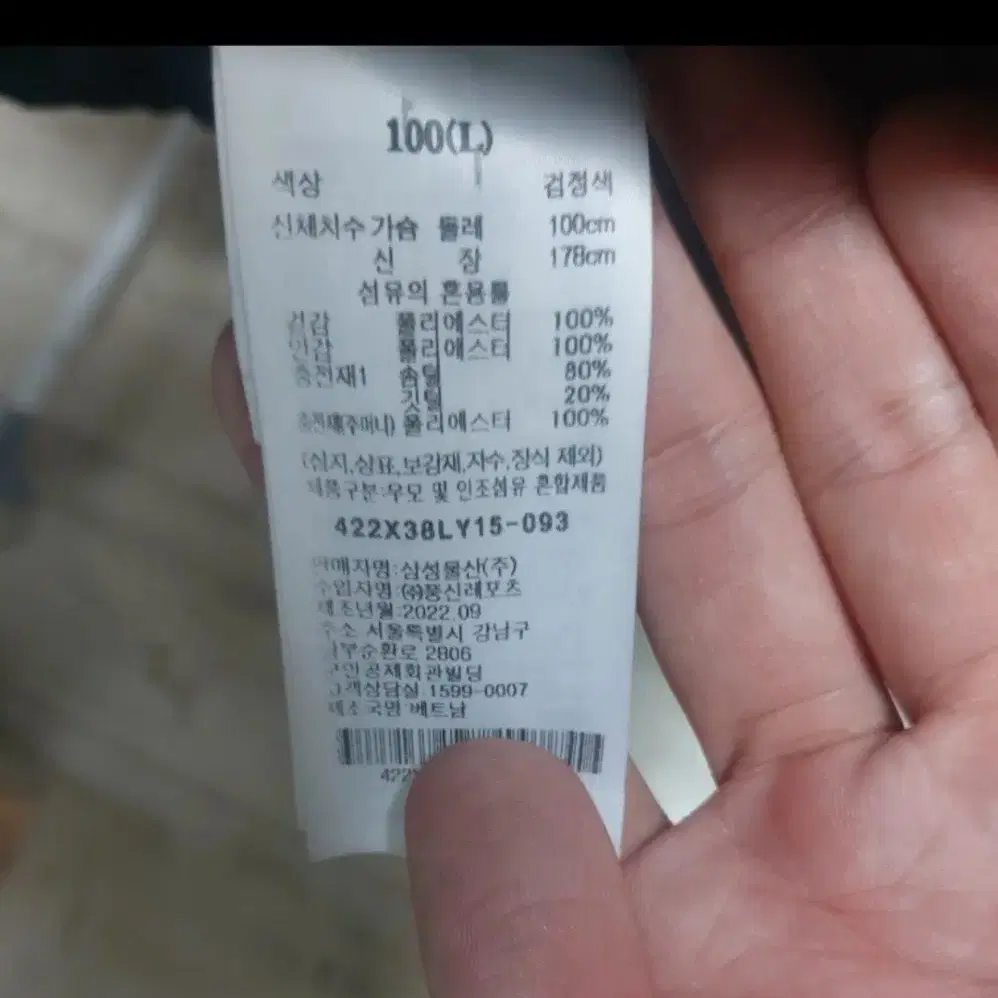 100(L)
색상 검정색
신체치수 가슴 둘레 100cm
신 장 178cm
섬유의 혼용률
겉감 폴리에스터 100%
안감 폴리에스터 100%
충전재1 솜털 80%
깃털 20%
충전재(주머니) 폴리에스터 100%
(심지,상표,보강재,자수,장식 제외)
제품구분:우모 및 인조섬유 혼합제품
422X38LY15-093
판매자명:삼성물산(주)
수입자명:㈜풍신레포츠
제조년월:2022.09
주소 서울특별시 강남구
남부순환로 2806
군인공제회관빌딩
고객상담실 1599-0007
제조국명 베트남